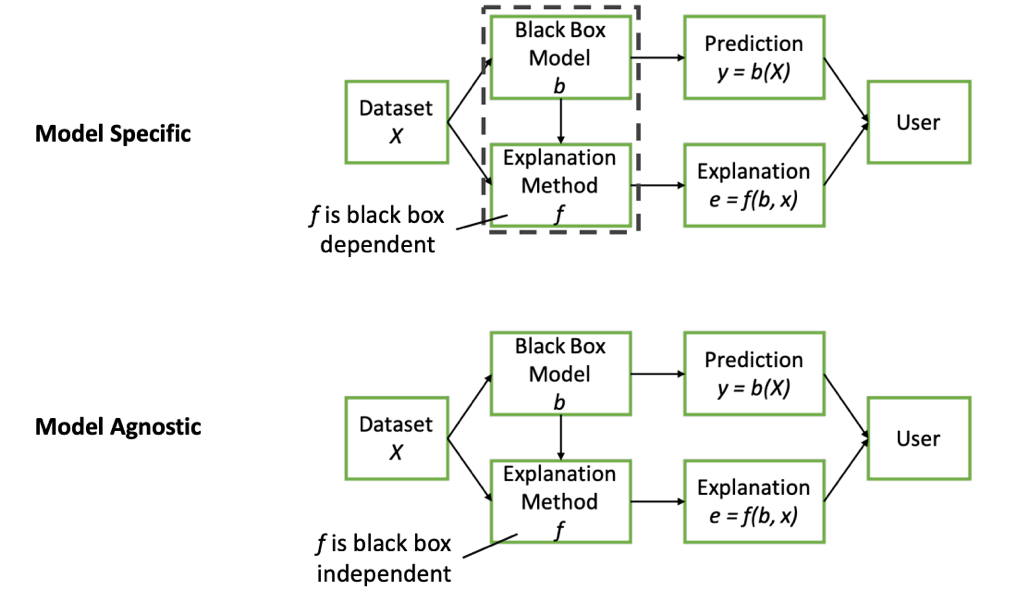 Model Specific
Dataset
X
Black Box
Model
b
Explanation
Method
f
f is black box
dependent
Prediction
y = b(X)
Explanation
e = f(b, x)
User
Model Agnostic
Dataset
X
Black Box
Model
b
Explanation
Method
f
f is black box
independent
Prediction
y = b(X)
Explanation
e = f(b, x)
User